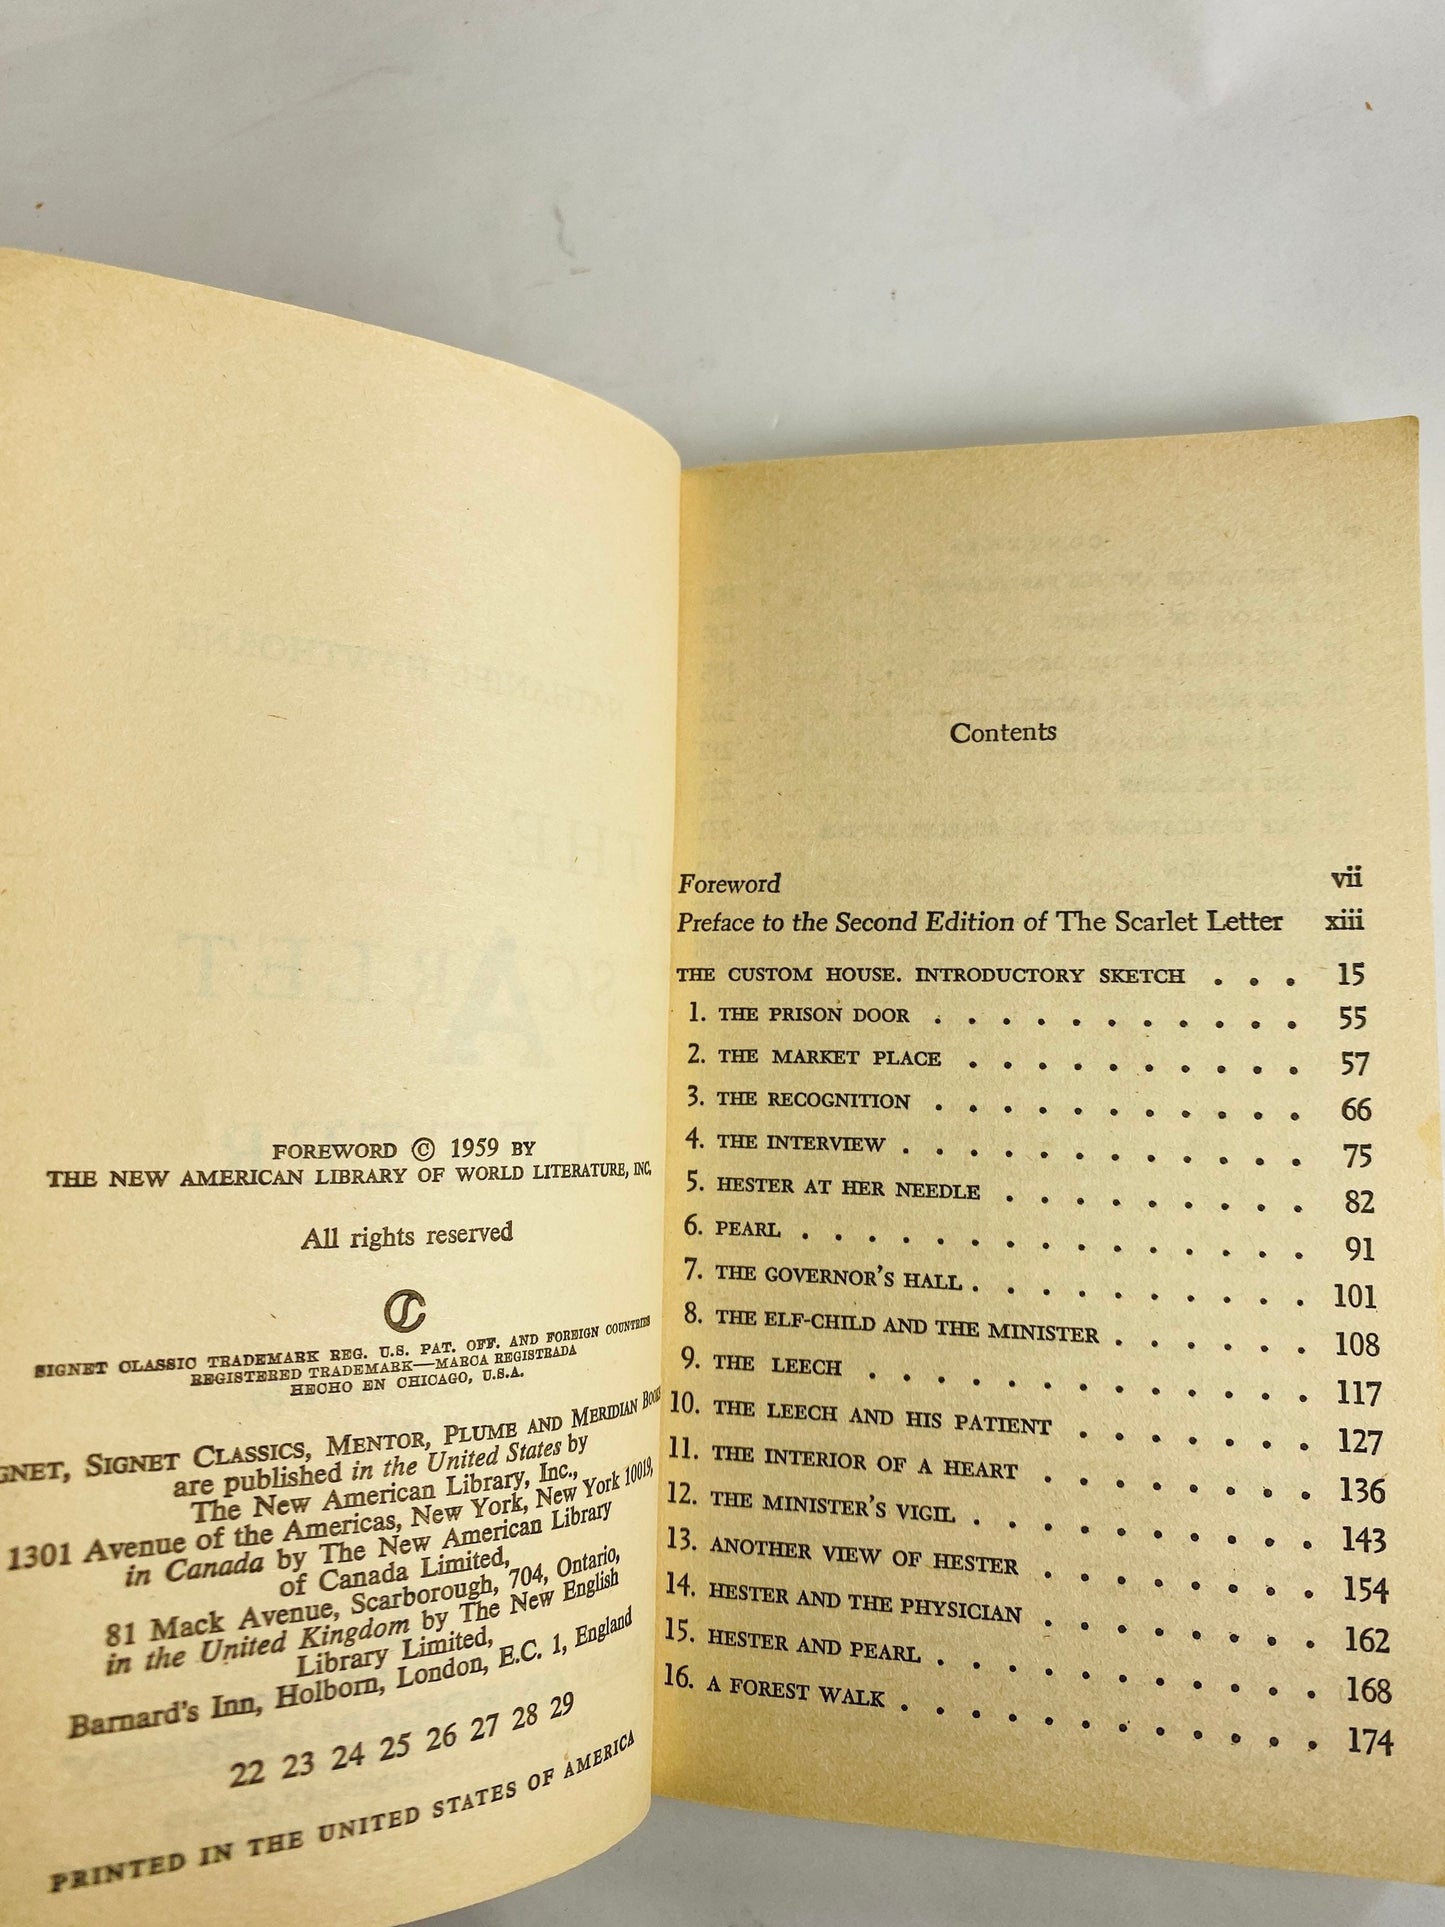 FOREWORD © 1959 BY
THE NEW AMERICAN LIBRARY OF WORLD LITERATURE, INC.
All rights reserved
SIGNET CLASSIC TRADEMARK REG. U.S. PAT. OFF. AND FOREIGN COUNTRIES
REGISTERED TRADEMARK—MARCA REGISTRADA
HECHO EN CHICAGO, U.S.A.
SIGNET CLASSICS, MENTOR, PLUME AND MERIDIAN BOOKS
are published in the United States by
The New American Library, Inc.,
1301 Avenue of the Americas, New York, New York 10019,
in Canada by The New American Library
of Canada Limited,
81 Mack Avenue, Scarborough, 704, Ontario,
in the United Kingdom by The New English
Library Limited,
Barnard's Inn, Holborn, London, E.C. 1, England
22 23 24 25 26 27 28 29
PRINTED IN THE UNITED STATES OF AMERICA
Contents
Foreword vii
Preface to the Second Edition of The Scarlet Letter xiii
THE CUSTOM HOUSE. INTRODUCTORY SKETCH . . . 15
1. THE PRISON DOOR . . . . . . . . . . . 55
2. THE MARKET PLACE . . . . . . . . . . 57
3. THE RECOGNITION . . . . . . . . . . . 66
4. THE INTERVIEW . . . . . . . . . . . . 75
5. HESTER AT HER NEEDLE . . . . . . . . . 82
6. PEARL . . . . . . . . . . . . . . . 91
7. THE GOVERNOR'S HALL . . . . . . . . . . 101
8. THE ELF-CHILD AND THE MINISTER . . . . . . 108
9. THE LEECH . . . . . . . . . . . . . 117
10. THE LEECH AND HIS PATIENT . . . . . . . 127
11. THE INTERIOR OF A HEART . . . . . . . . 136
12. THE MINISTER'S VIGIL . . . . . . . . . . 143
13. ANOTHER VIEW OF HESTER . . . . . . . . 154
14. HESTER AND THE PHYSICIAN . . . . . . . . 162
15. HESTER AND PEARL . . . . . . . . . . . 168
16. A FOREST WALK . . . . . . . . . . . . 174